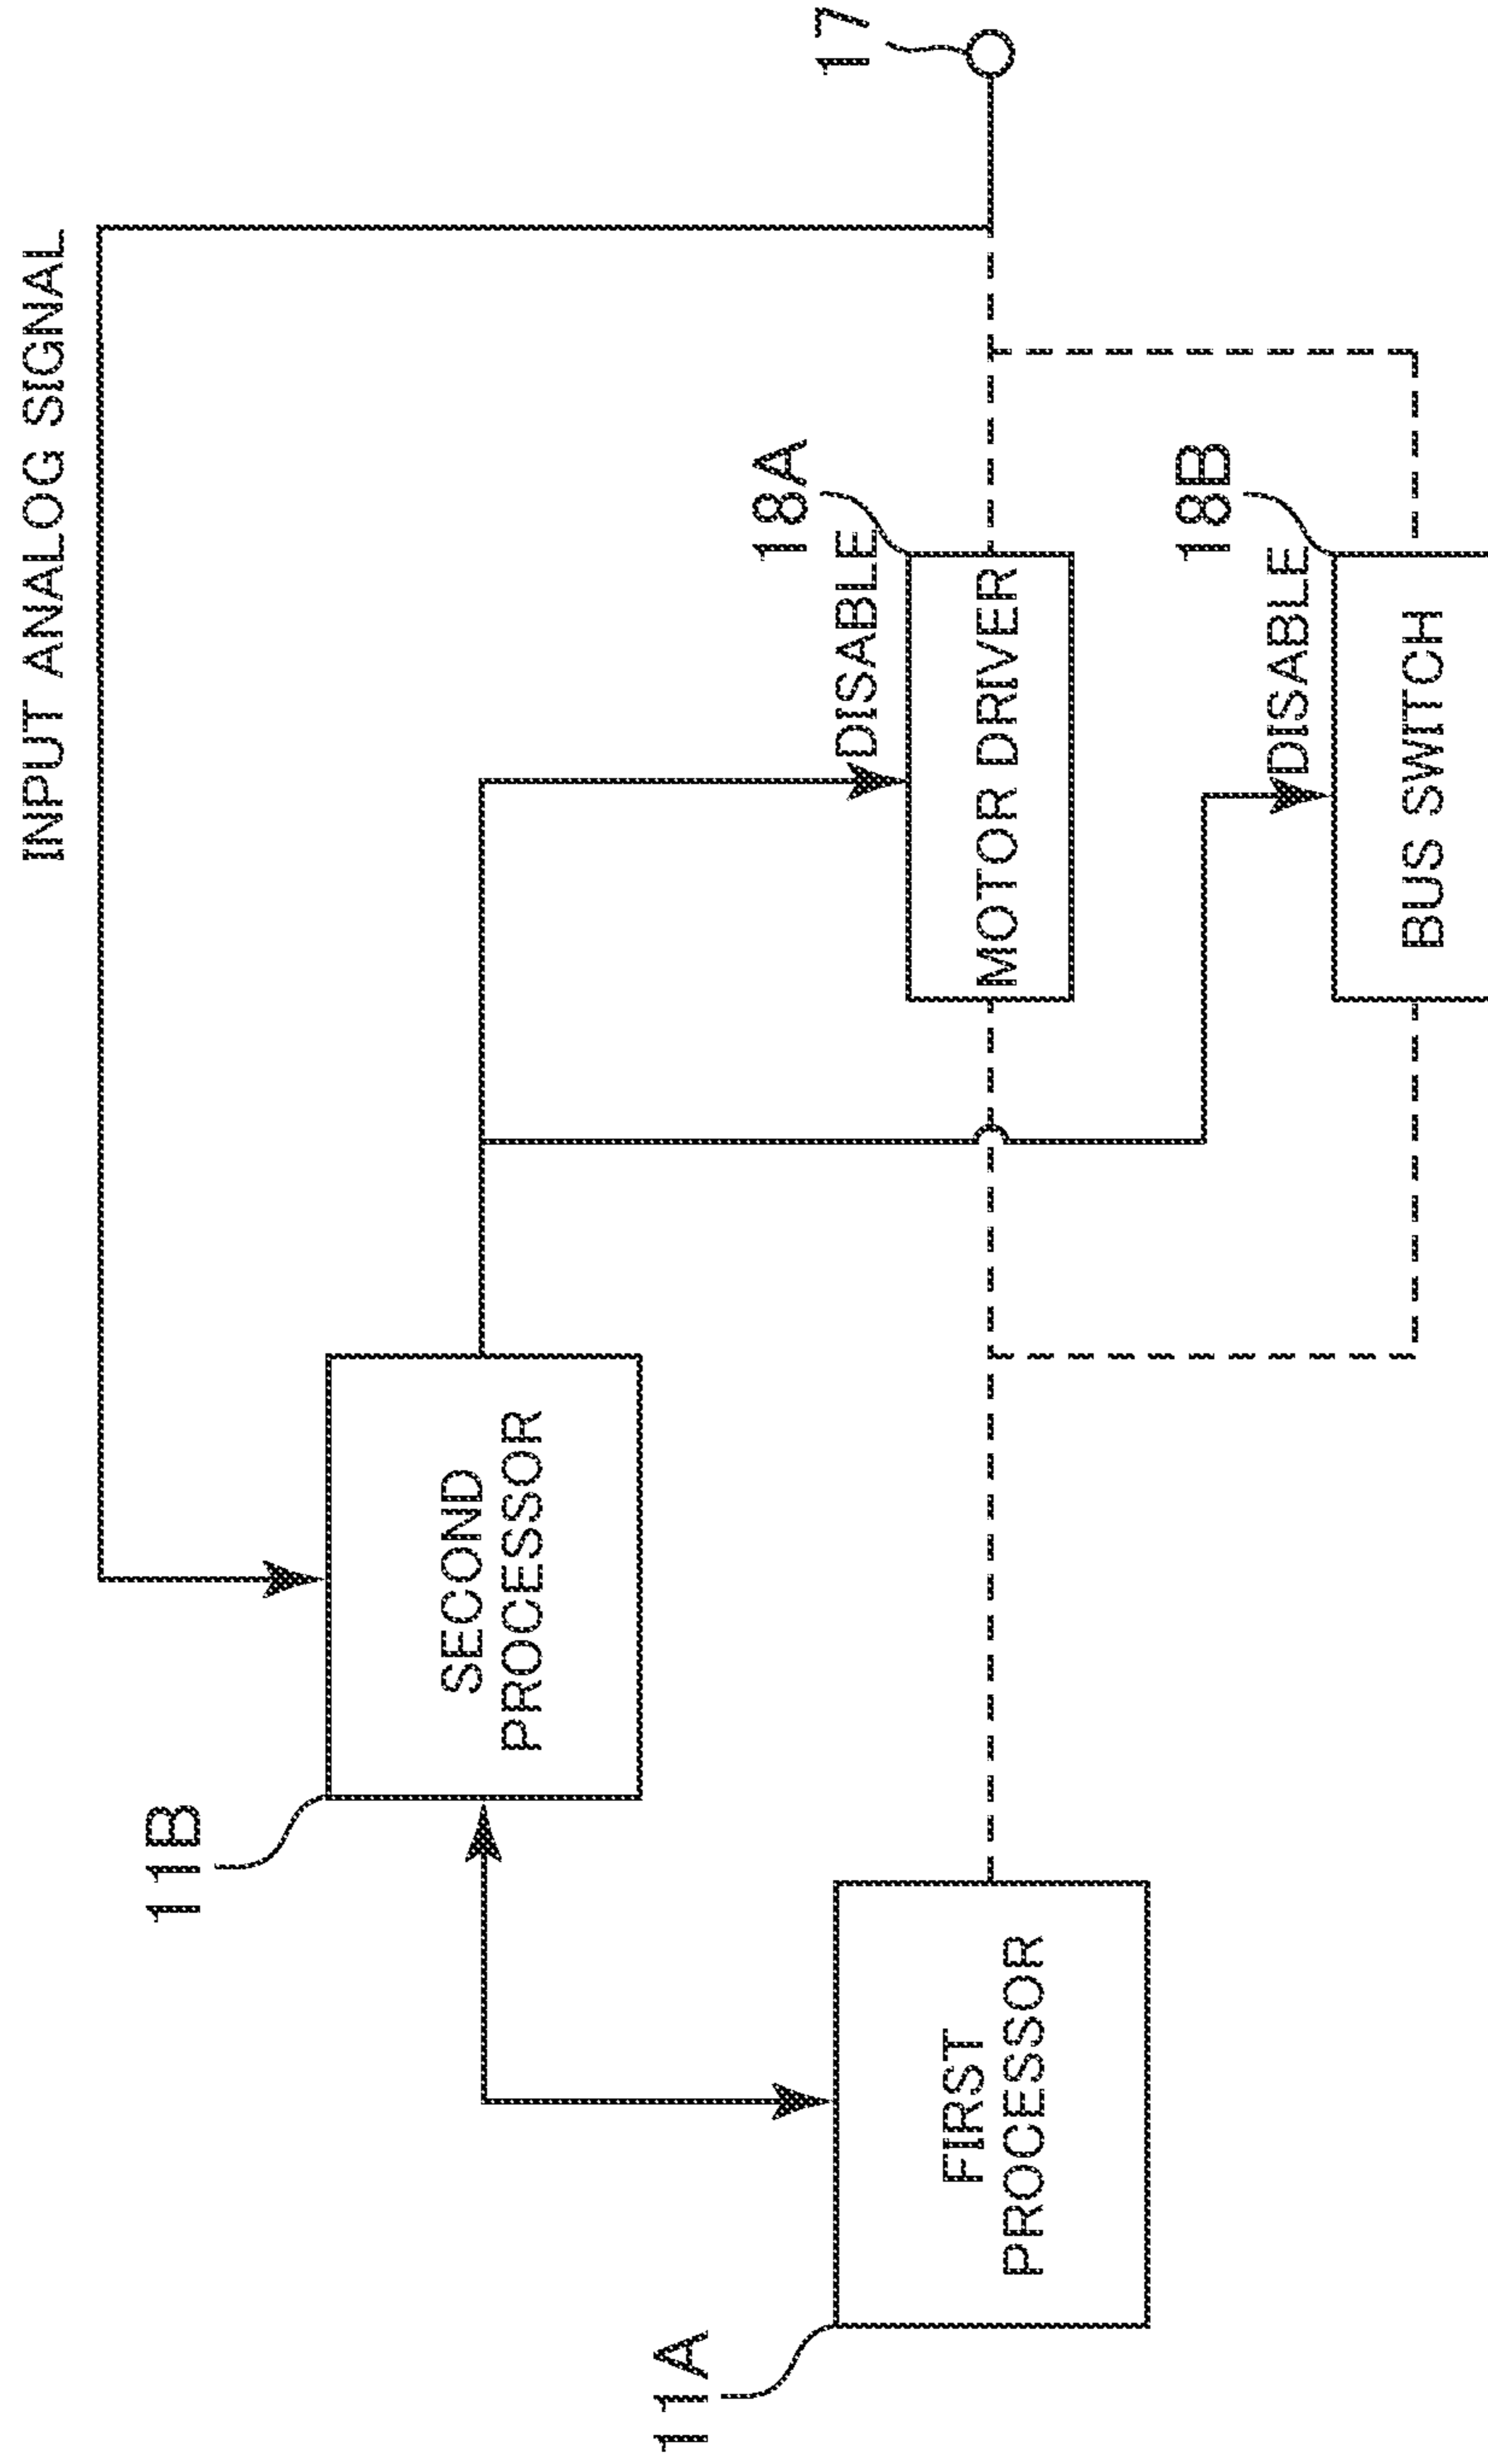 INPUT ANALOG SIGNAL
11B
SECOND
PROCESSOR
17
18A
DISABLE
MOTOR DRIVER
11A
FIRST
PROCESSOR
18B
DISABLE
BUS SWITCH